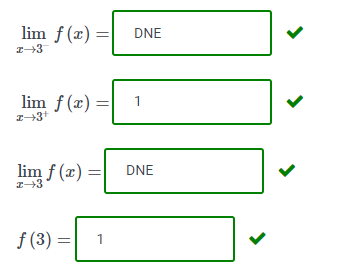 lim x→3⁻ f(x) = DNE
lim x→3⁺ f(x) = 1
lim x→3 f(x) = DNE
f(3) = 1